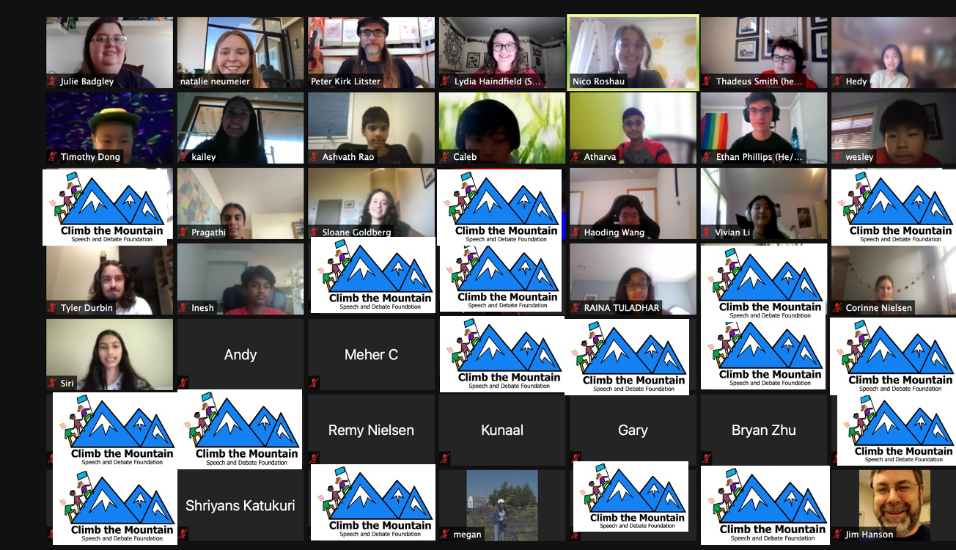 Julie Badgley
natalie neumeier
Peter Kirk Litster
Lydia Haindfield (S...
Nico Roshau
Thadeus Smith (he...
Hedy
Timothy Dong
kailey
Ashvath Rao
Caleb
Atharva
Ethan Phillips (He/...
wesley
Climb the Mountain
Speech and Debate Foundation
Pragathi
Sloane Goldberg
Climb the Mountain
Speech and Debate Foundation
Haoding Wang
Vivian Li
Climb the Mountain
Speech and Debate Foundation
Tyler Durbin
Inesh
Climb the Mountain
Speech and Debate Foundation
Climb the Mountain
Speech and Debate Foundation
RAINA TULADHAR
Climb the Mountain
Speech and Debate Foundation
Corinne Nielsen
Siri
Andy
Meher C
Climb the Mountain
Speech and Debate Foundation
Climb the Mountain
Speech and Debate Foundation
Climb the Mountain
Speech and Debate Foundation
Climb the Mountain
Speech and Debate Foundation
Climb the Mountain
Speech and Debate Foundation
Climb the Mountain
Speech and Debate Foundation
Remy Nielsen
Kunaal
Gary
Bryan Zhu
Climb the Mountain
Speech and Debate Foundation
Climb the Mountain
Speech and Debate Foundation
Shriyans Katukuri
Climb the Mountain
Speech and Debate Foundation
megan
Climb the Mountain
Speech and Debate Foundation
Climb the Mountain
Speech and Debate Foundation
Jim Hanson